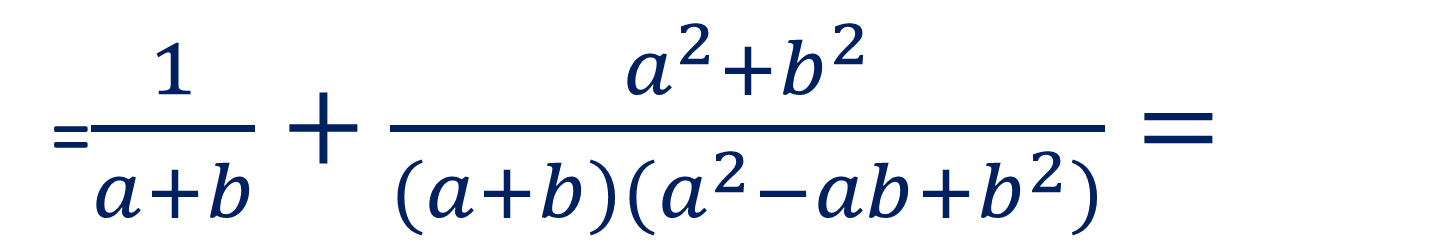 = 1/(a+b) + (a²+b²)/((a+b)(a²−ab+b²)) =